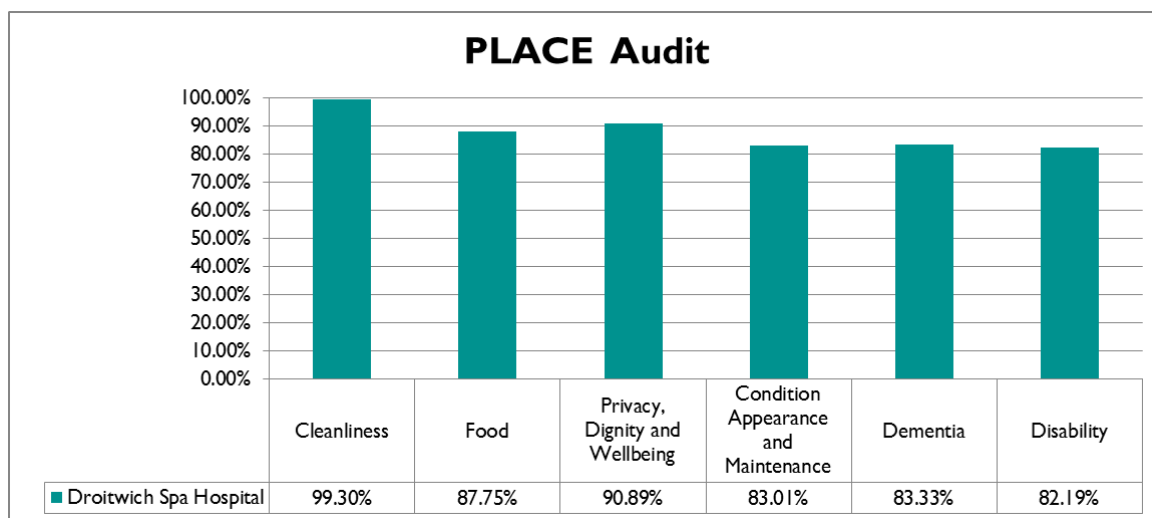 PLACE Audit
100.00%
90.00%
80.00%
70.00%
60.00%
50.00%
40.00%
30.00%
20.00%
10.00%
0.00%
Cleanliness
Food
Privacy,
Dignity and
Wellbeing
Condition
Appearance
and
Maintenance
Dementia
Disability
Droitwich Spa Hospital 99.30% 87.75% 90.89% 83.01% 83.33% 82.19%